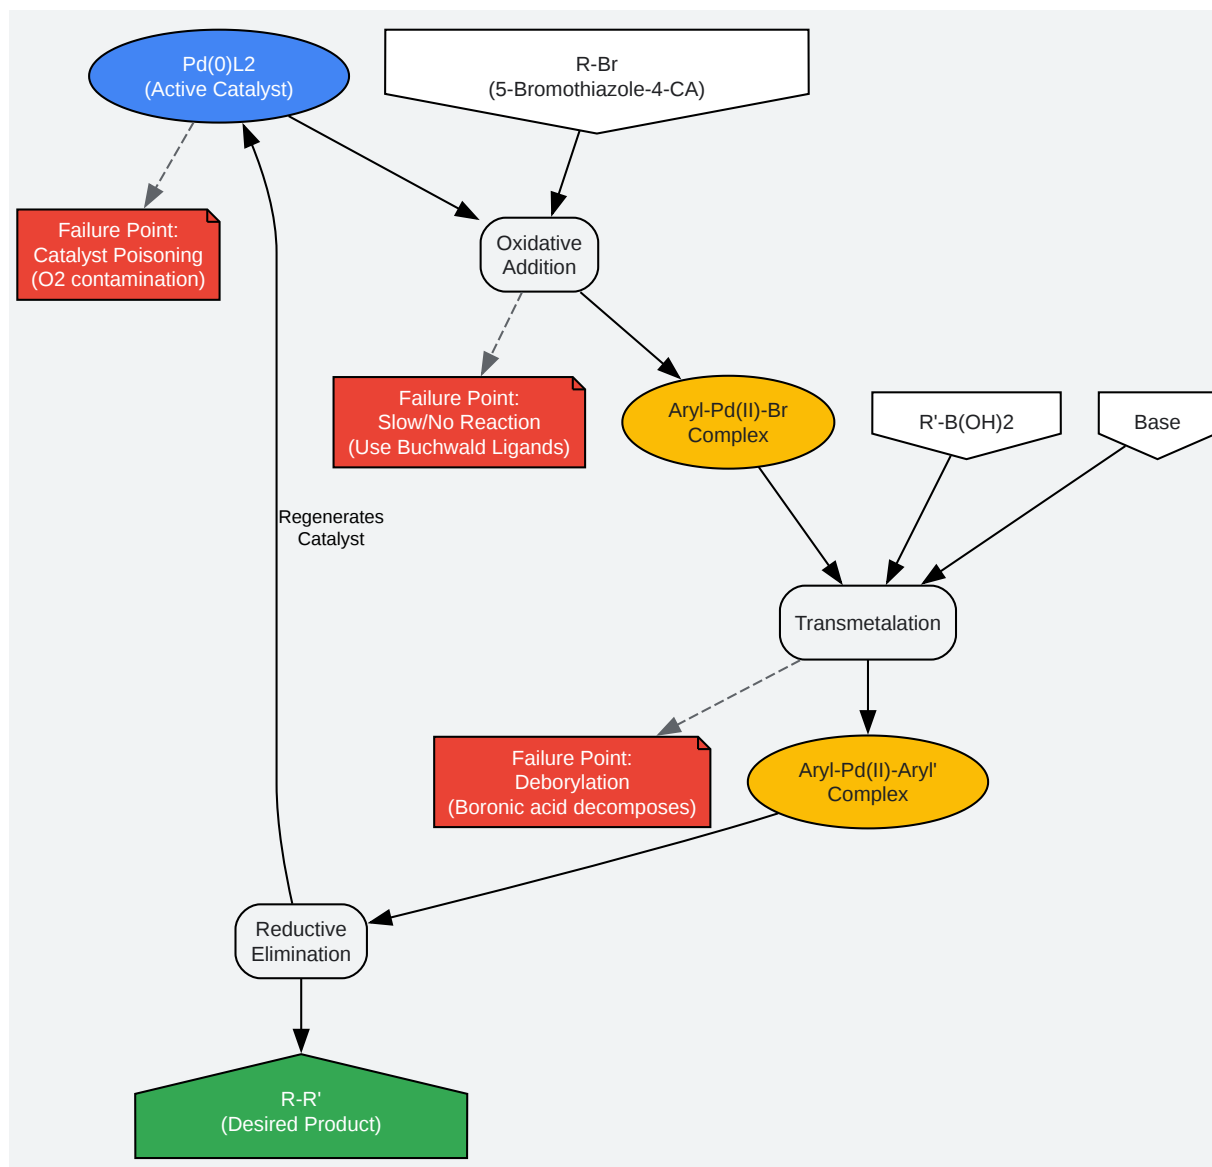 Pd(0)L2
(Active Catalyst)
R-Br
(5-Bromothiazole-4-CA)
Failure Point:
Catalyst Poisoning
(O2 contamination)
Oxidative
Addition
Failure Point:
Slow/No Reaction
(Use Buchwald Ligands)
Aryl-Pd(II)-Br
Complex
R'-B(OH)2
Base
Regenerates
Catalyst
Transmetalation
Failure Point:
Deborylation
(Boronic acid decomposes)
Aryl-Pd(II)-Aryl'
Complex
Reductive
Elimination
R-R'
(Desired Product)